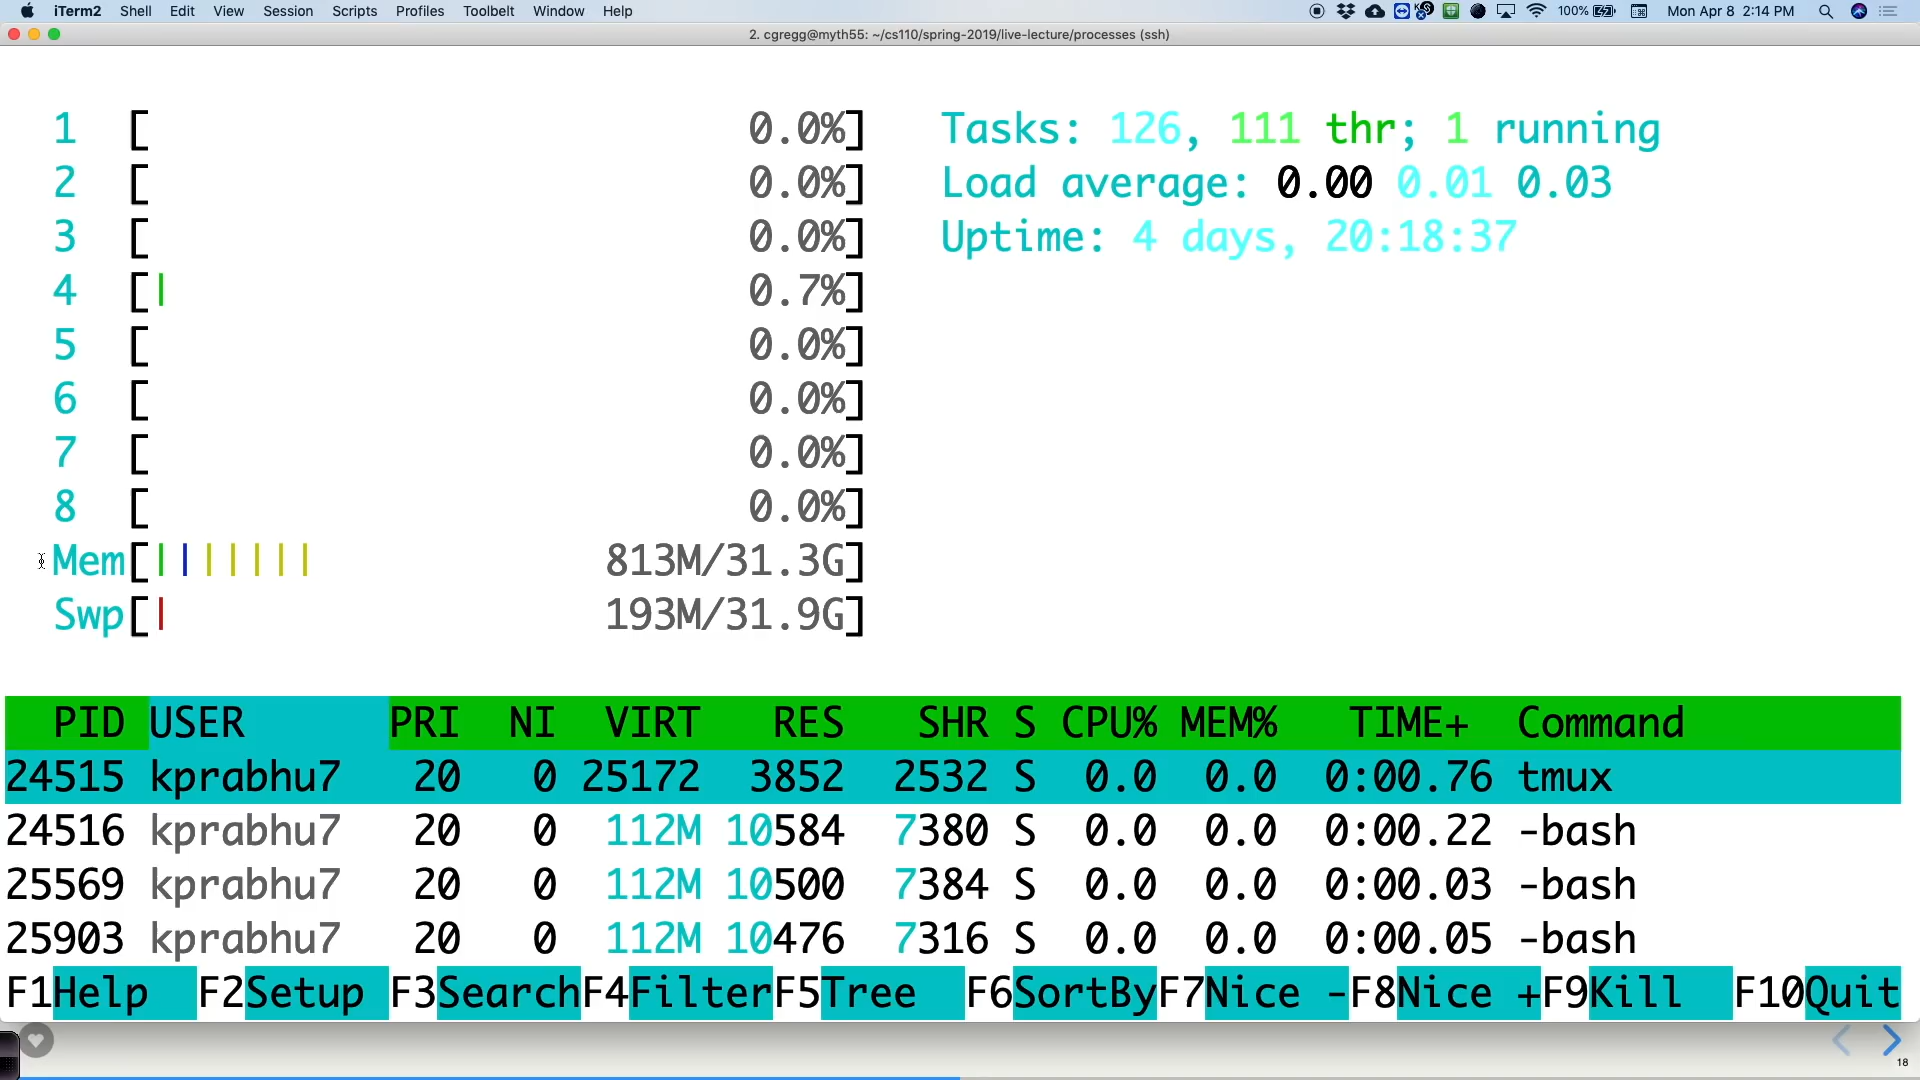 iTerm2 Shell Edit View Session Scripts Profiles Toolbelt Window Help 100% Mon Apr 8 2:14 PM
2. cgregg@myth55: ~/cs110/spring-2019/live-lecture/processes (ssh)
1 [ 0.0%] Tasks: 126, 111 thr; 1 running
2 [ 0.0%] Load average: 0.00 0.01 0.03
3 [ 0.0%] Uptime: 4 days, 20:18:37
4 [| 0.7%]
5 [ 0.0%]
6 [ 0.0%]
7 [ 0.0%]
8 [ 0.0%]
Mem[||||||| 813M/31.3G]
Swp[| 193M/31.9G]
PID USER PRI NI VIRT RES SHR S CPU% MEM% TIME+ Command
24515 kprabhu7 20 0 25172 3852 2532 S 0.0 0.0 0:00.76 tmux
24516 kprabhu7 20 0 112M 10584 7380 S 0.0 0.0 0:00.22 -bash
25569 kprabhu7 20 0 112M 10500 7384 S 0.0 0.0 0:00.03 -bash
25903 kprabhu7 20 0 112M 10476 7316 S 0.0 0.0 0:00.05 -bash
F1Help F2Setup F3SearchF4FilterF5Tree F6SortByF7Nice -F8Nice +F9Kill F10Quit
18